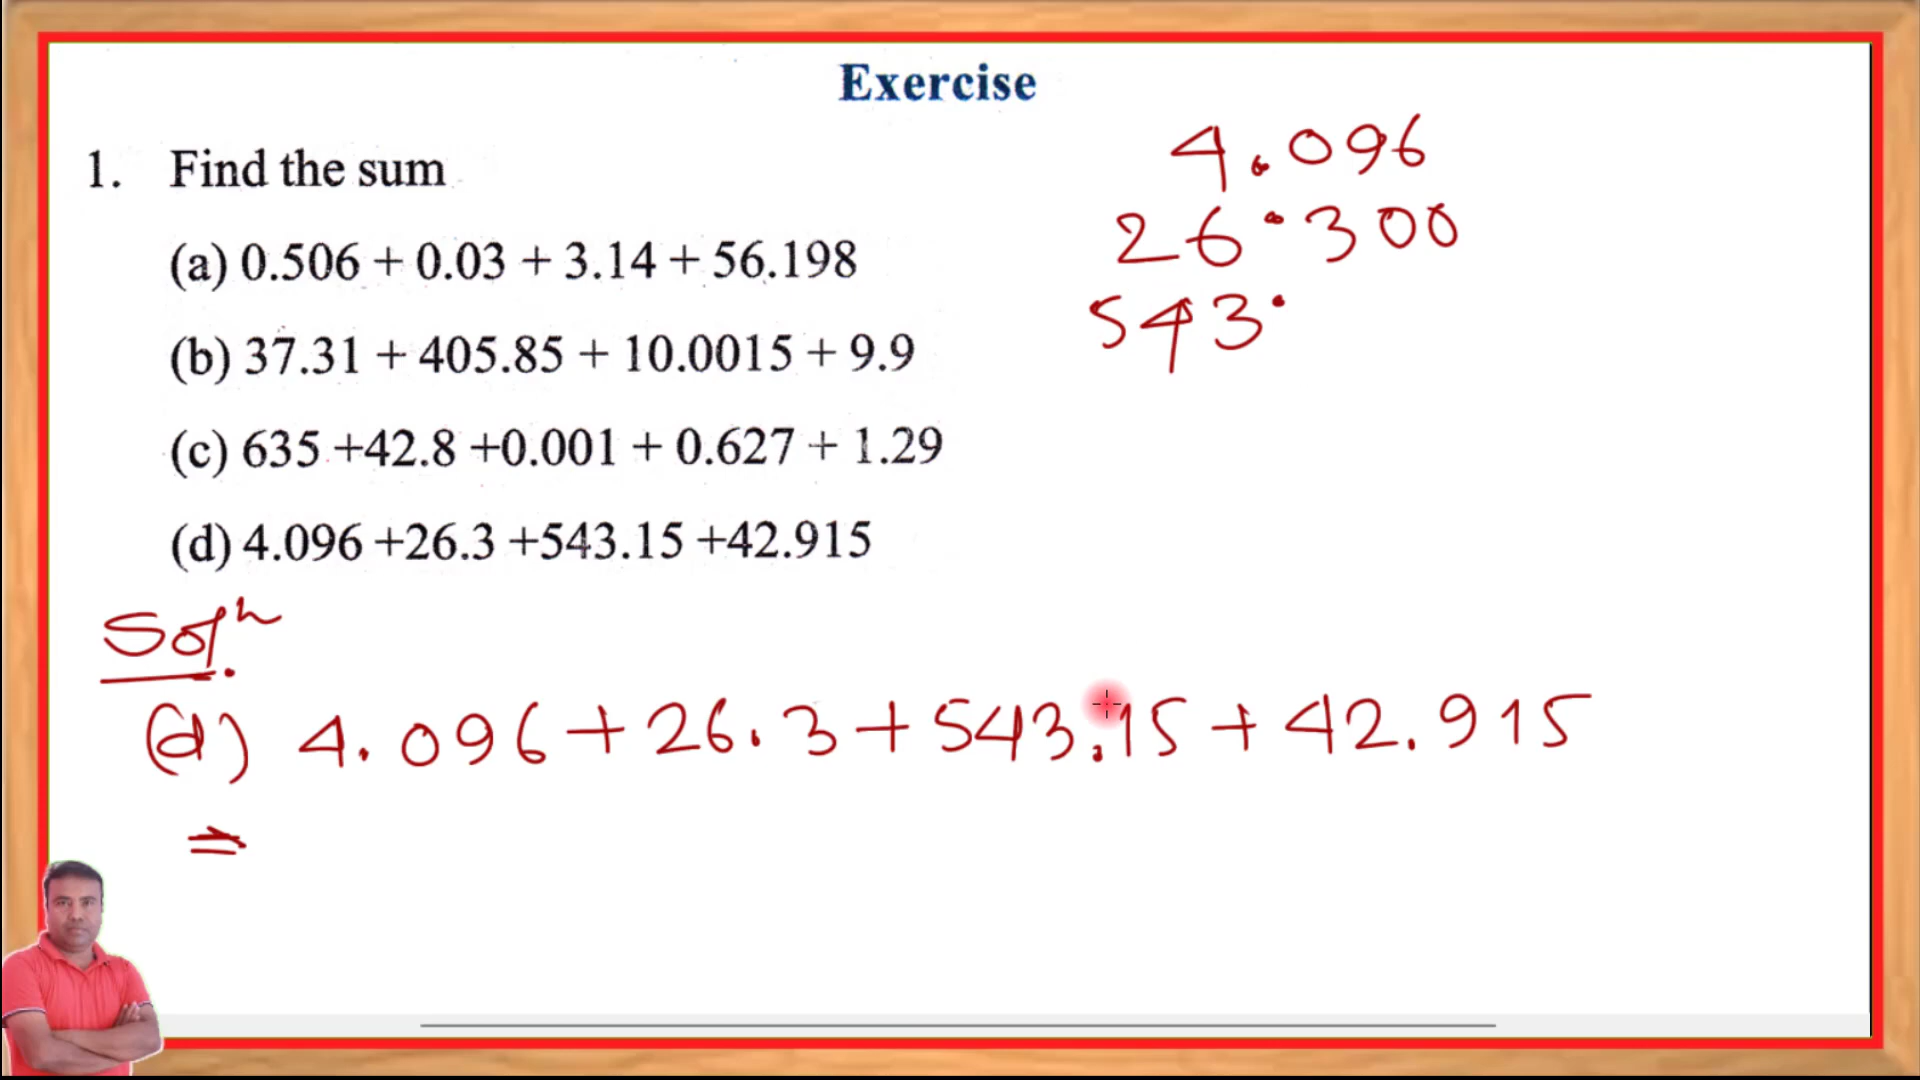 Exercise
1. Find the sum
(a) 0.506 + 0.03 + 3.14 + 56.198
(b) 37.31 + 405.85 + 10.0015 + 9.9
(c) 635 +42.8 +0.001 + 0.627 + 1.29
(d) 4.096 +26.3 +543.15 +42.915
4.096
26.300
543.
Solⁿ.
(d) 4.096 + 26.3 + 543.15 + 42.915
=